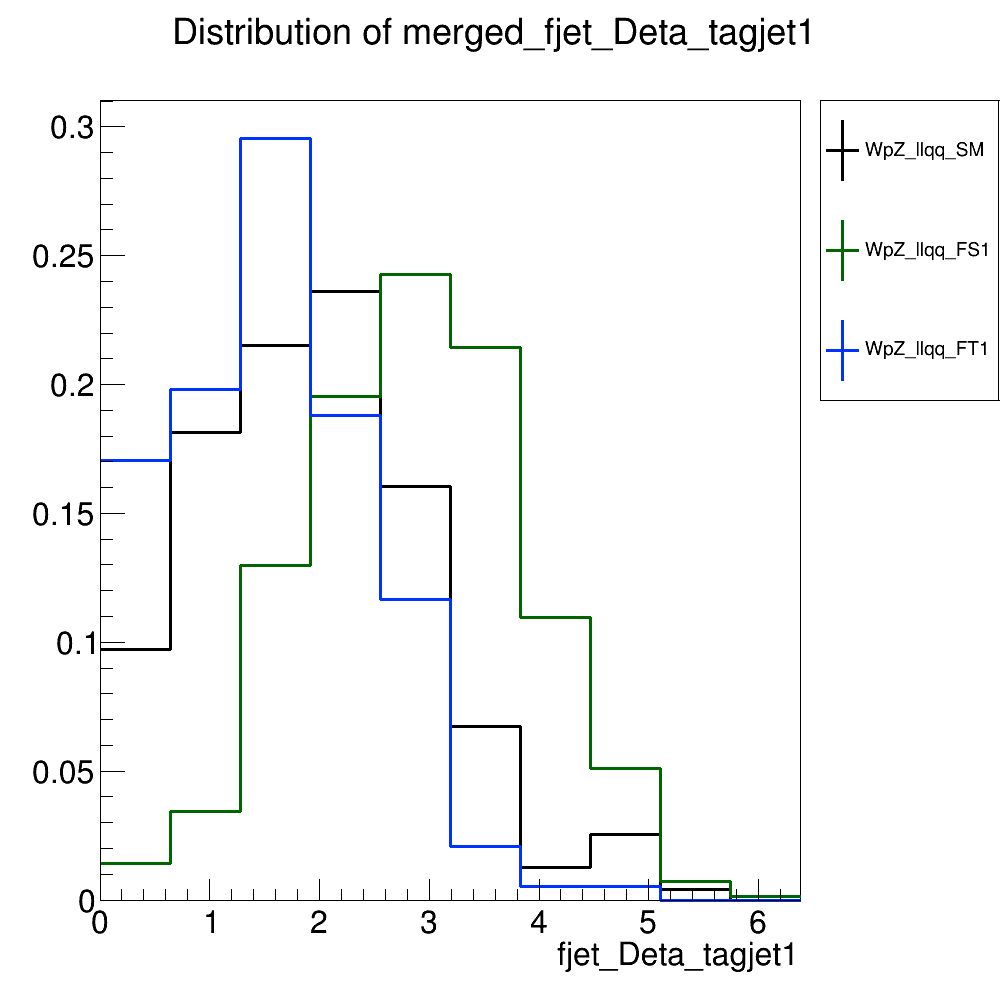 Distribution of merged_fjet_Deta_tagjet1
0.3
0.25
0.2
0.15
0.1
0.05
0
0 1 2 3 4 5 6
fjet_Deta_tagjet1
WpZ_llqq_SM
WpZ_llqq_FS1
WpZ_llqq_FT1